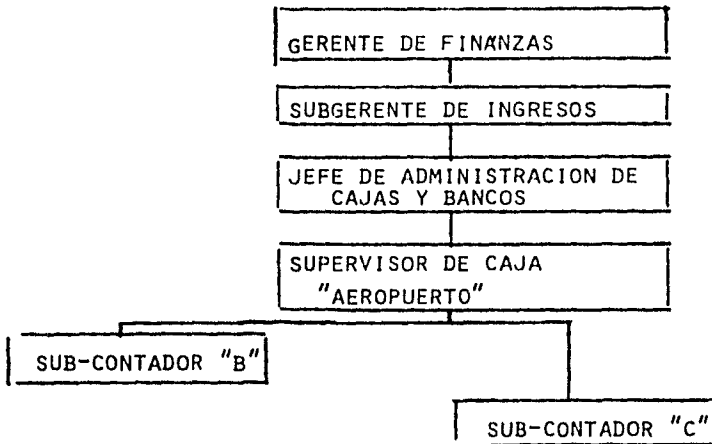 GERENTE DE FINANZAS
SUBGERENTE DE INGRESOS
JEFE DE ADMINISTRACION DE
CAJAS Y BANCOS
SUPERVISOR DE CAJA
"AEROPUERTO"
SUB-CONTADOR "B"
SUB-CONTADOR "C"